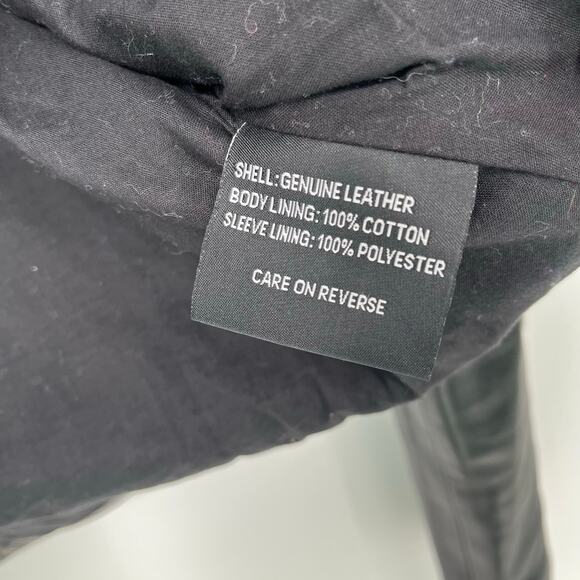 SHELL: GENUINE LEATHER
BODY LINING: 100% COTTON
SLEEVE LINING: 100% POLYESTER
CARE ON REVERSE